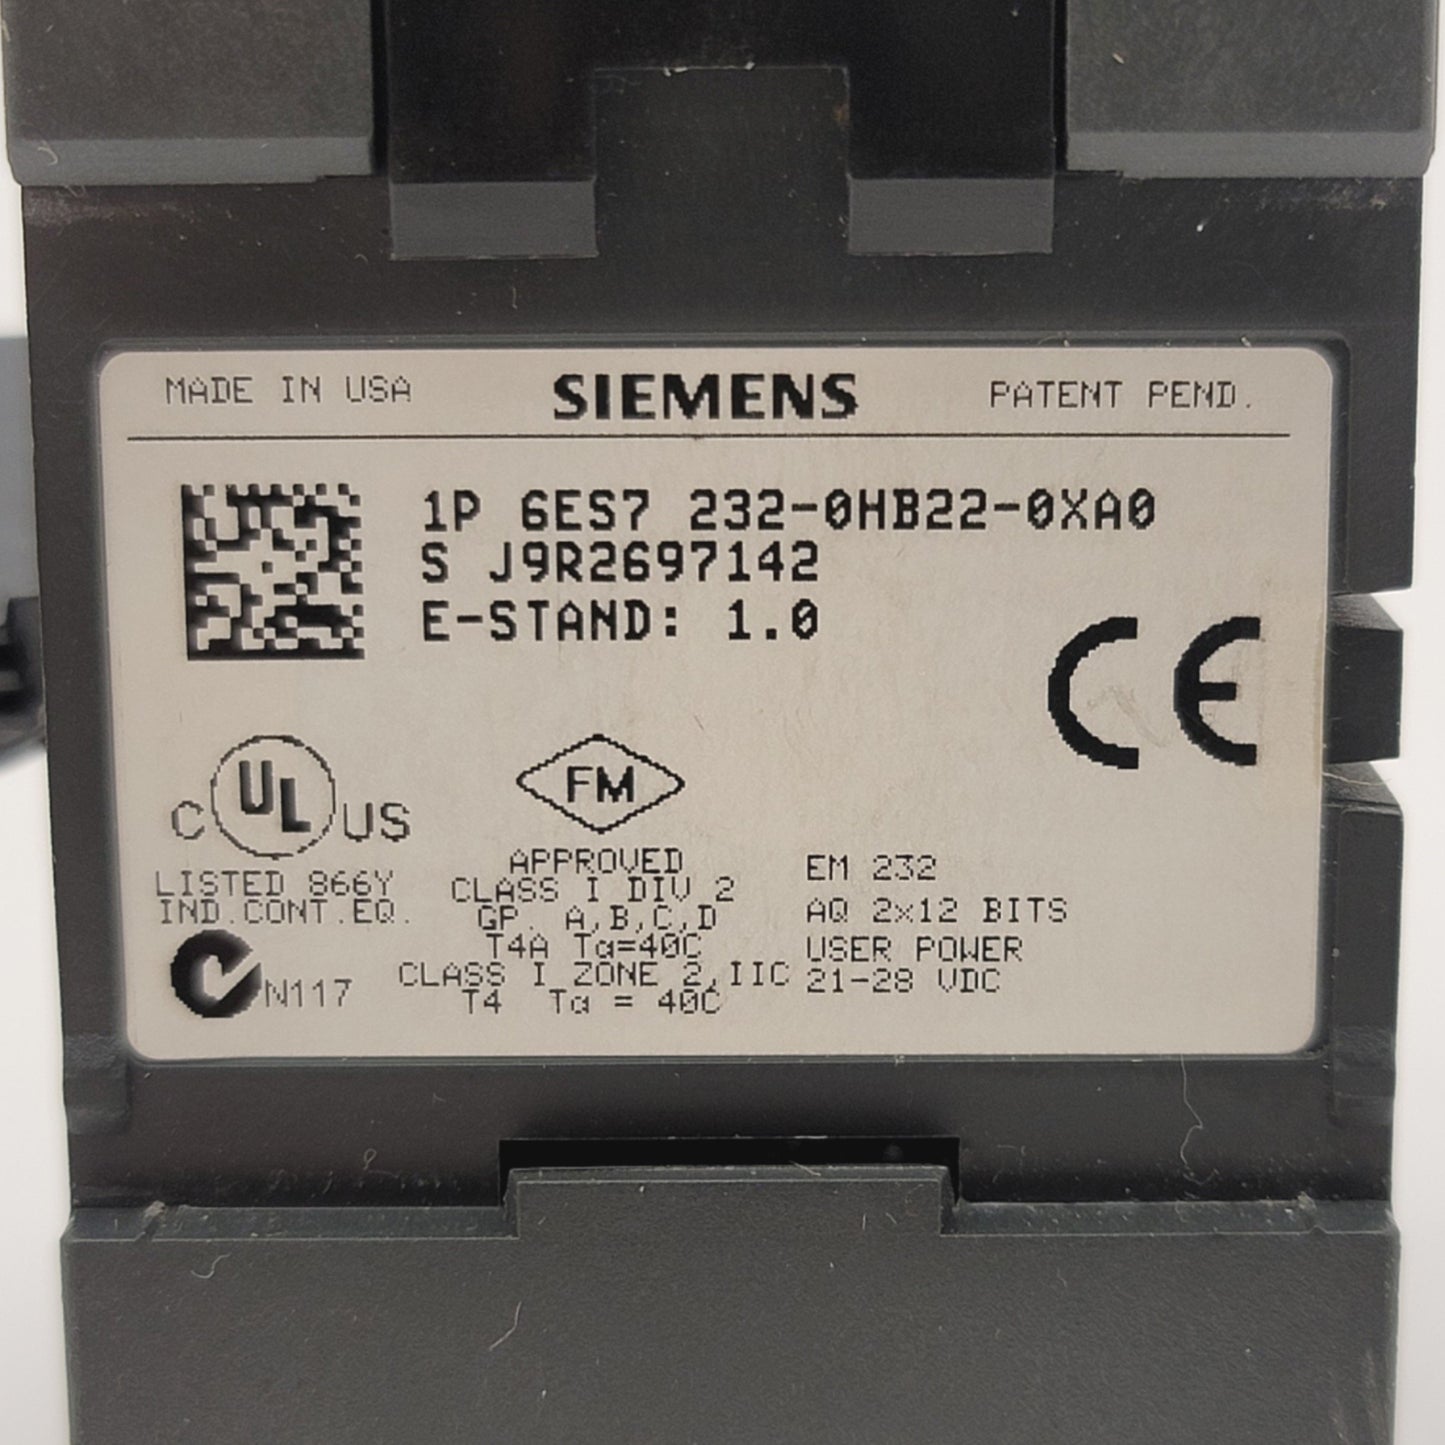 MADE IN USA SIEMENS PATENT PEND.
1P 6ES7 232-0HB22-0XA0
S J9R2697142
E-STAND: 1.0
CE
C UL US
LISTED 866Y
IND.CONT.EQ.
N117
FM
APPROVED
CLASS I DIV 2
GP. A,B,C,D
T4A Ta=40C
CLASS I ZONE 2,IIC
T4 Ta = 40C
EM 232
AQ 2x12 BITS
USER POWER
21-28 VDC